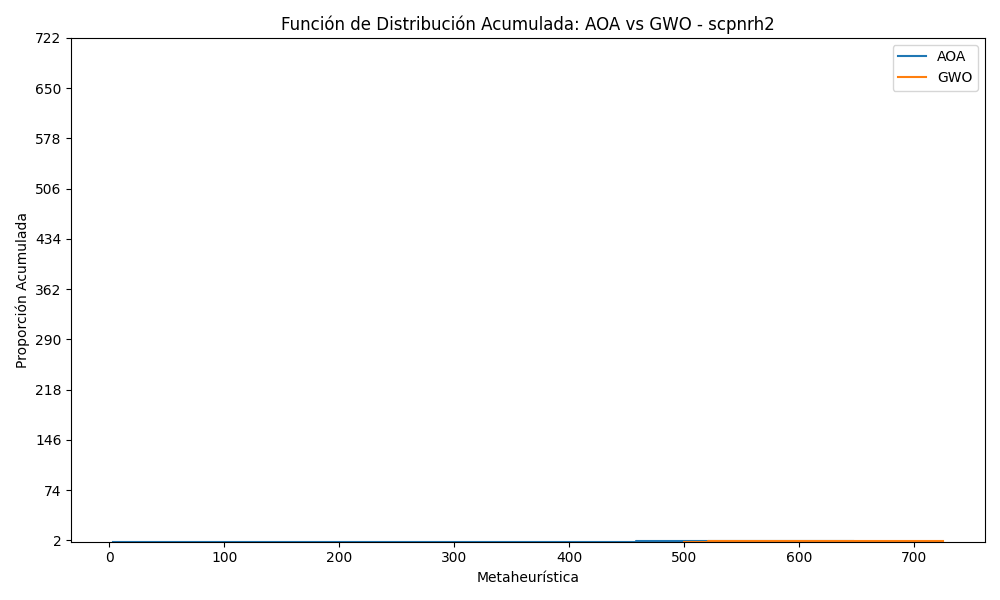 Función de Distribución Acumulada: AOA vs GWO - scpnrh2
AOA
GWO
722
650
578
506
434
362
290
218
146
74
2
Proporción Acumulada
0 100 200 300 400 500 600 700
Metaheurística